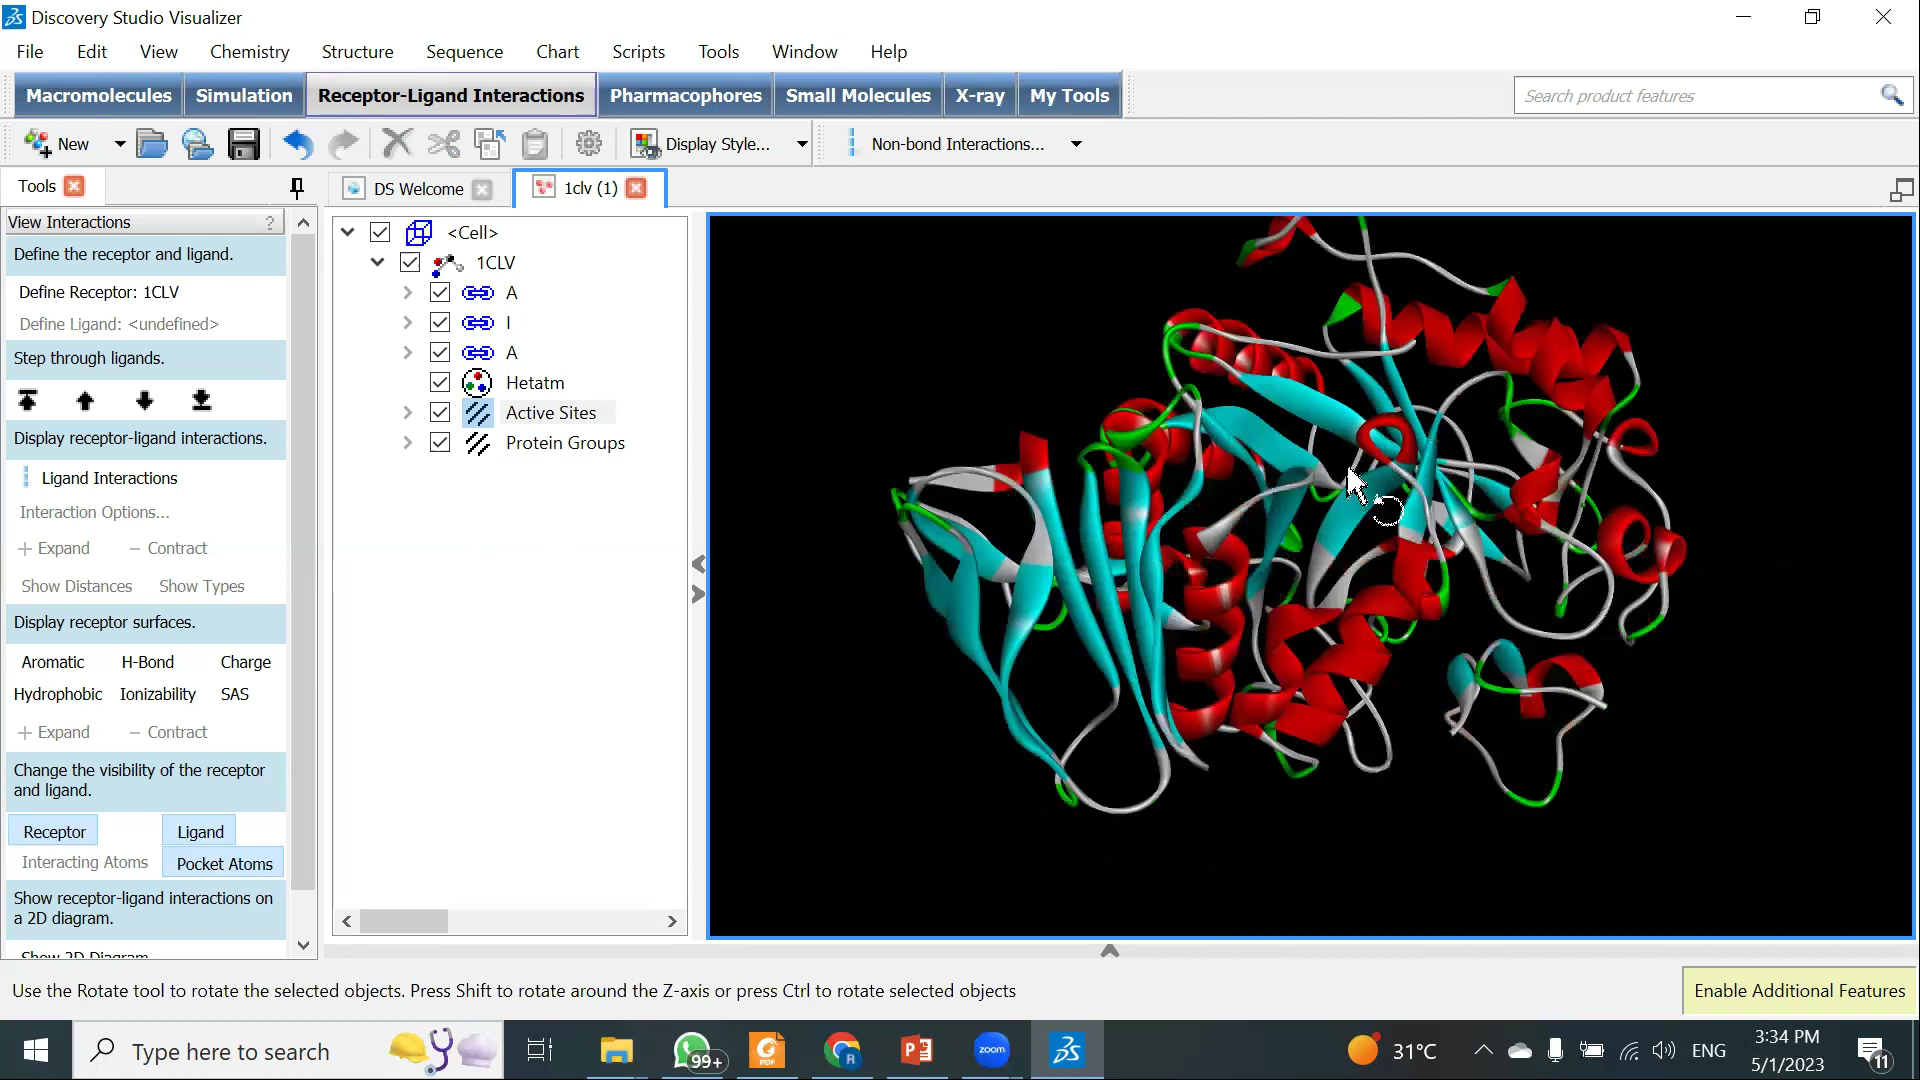 Discovery Studio Visualizer
File Edit View Chemistry Structure Sequence Chart Scripts Tools Window Help
Macromolecules Simulation Receptor-Ligand Interactions Pharmacophores Small Molecules X-ray My Tools Search product features
New Display Style... Non-bond Interactions...
Tools DS Welcome 1clv (1)
View Interactions ?
Define the receptor and ligand.
Define Receptor: 1CLV
Define Ligand: <undefined>
Step through ligands.
Display receptor-ligand interactions.
Ligand Interactions
Interaction Options...
+ Expand − Contract
Show Distances Show Types
Display receptor surfaces.
Aromatic H-Bond Charge
Hydrophobic Ionizability SAS
+ Expand − Contract
Change the visibility of the receptor
and ligand.
Receptor Ligand
Interacting Atoms Pocket Atoms
Show receptor-ligand interactions on
a 2D diagram.
Show 2D Diagram
<Cell>
1CLV
A
I
A
Hetatm
Active Sites
Protein Groups
Use the Rotate tool to rotate the selected objects. Press Shift to rotate around the Z-axis or press Ctrl to rotate selected objects
Enable Additional Features
Type here to search 99+ PDF R P zoom 31°C ENG 3:34 PM
5/1/2023 11